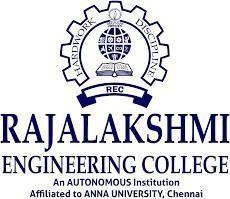 HARDWORK DISCIPLINE
REC
RAJALAKSHMI
ENGINEERING COLLEGE
An AUTONOMOUS Institution
Affiliated to ANNA UNIVERSITY, Chennai